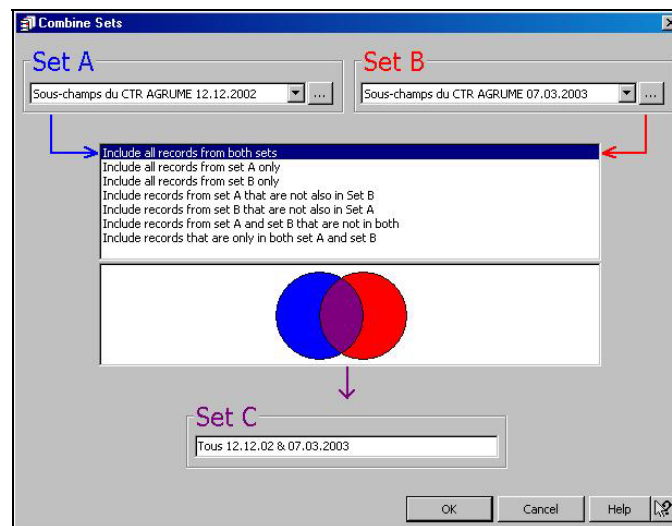 Combine Sets
Set A
Set B
Sous-champs du CTR AGRUME 12.12.2002
...
Sous-champs du CTR AGRUME 07.03.2003
...
Include all records from both sets
Include all records from set A only
Include all records from set B only
Include records from set A that are not also in Set B
Include records from set B that are not also in Set A
Include records from set A and set B that are not in both
Include records that are only in both set A and set B
Set C
Tous 12.12.02 & 07.03.2003
OK
Cancel
Help